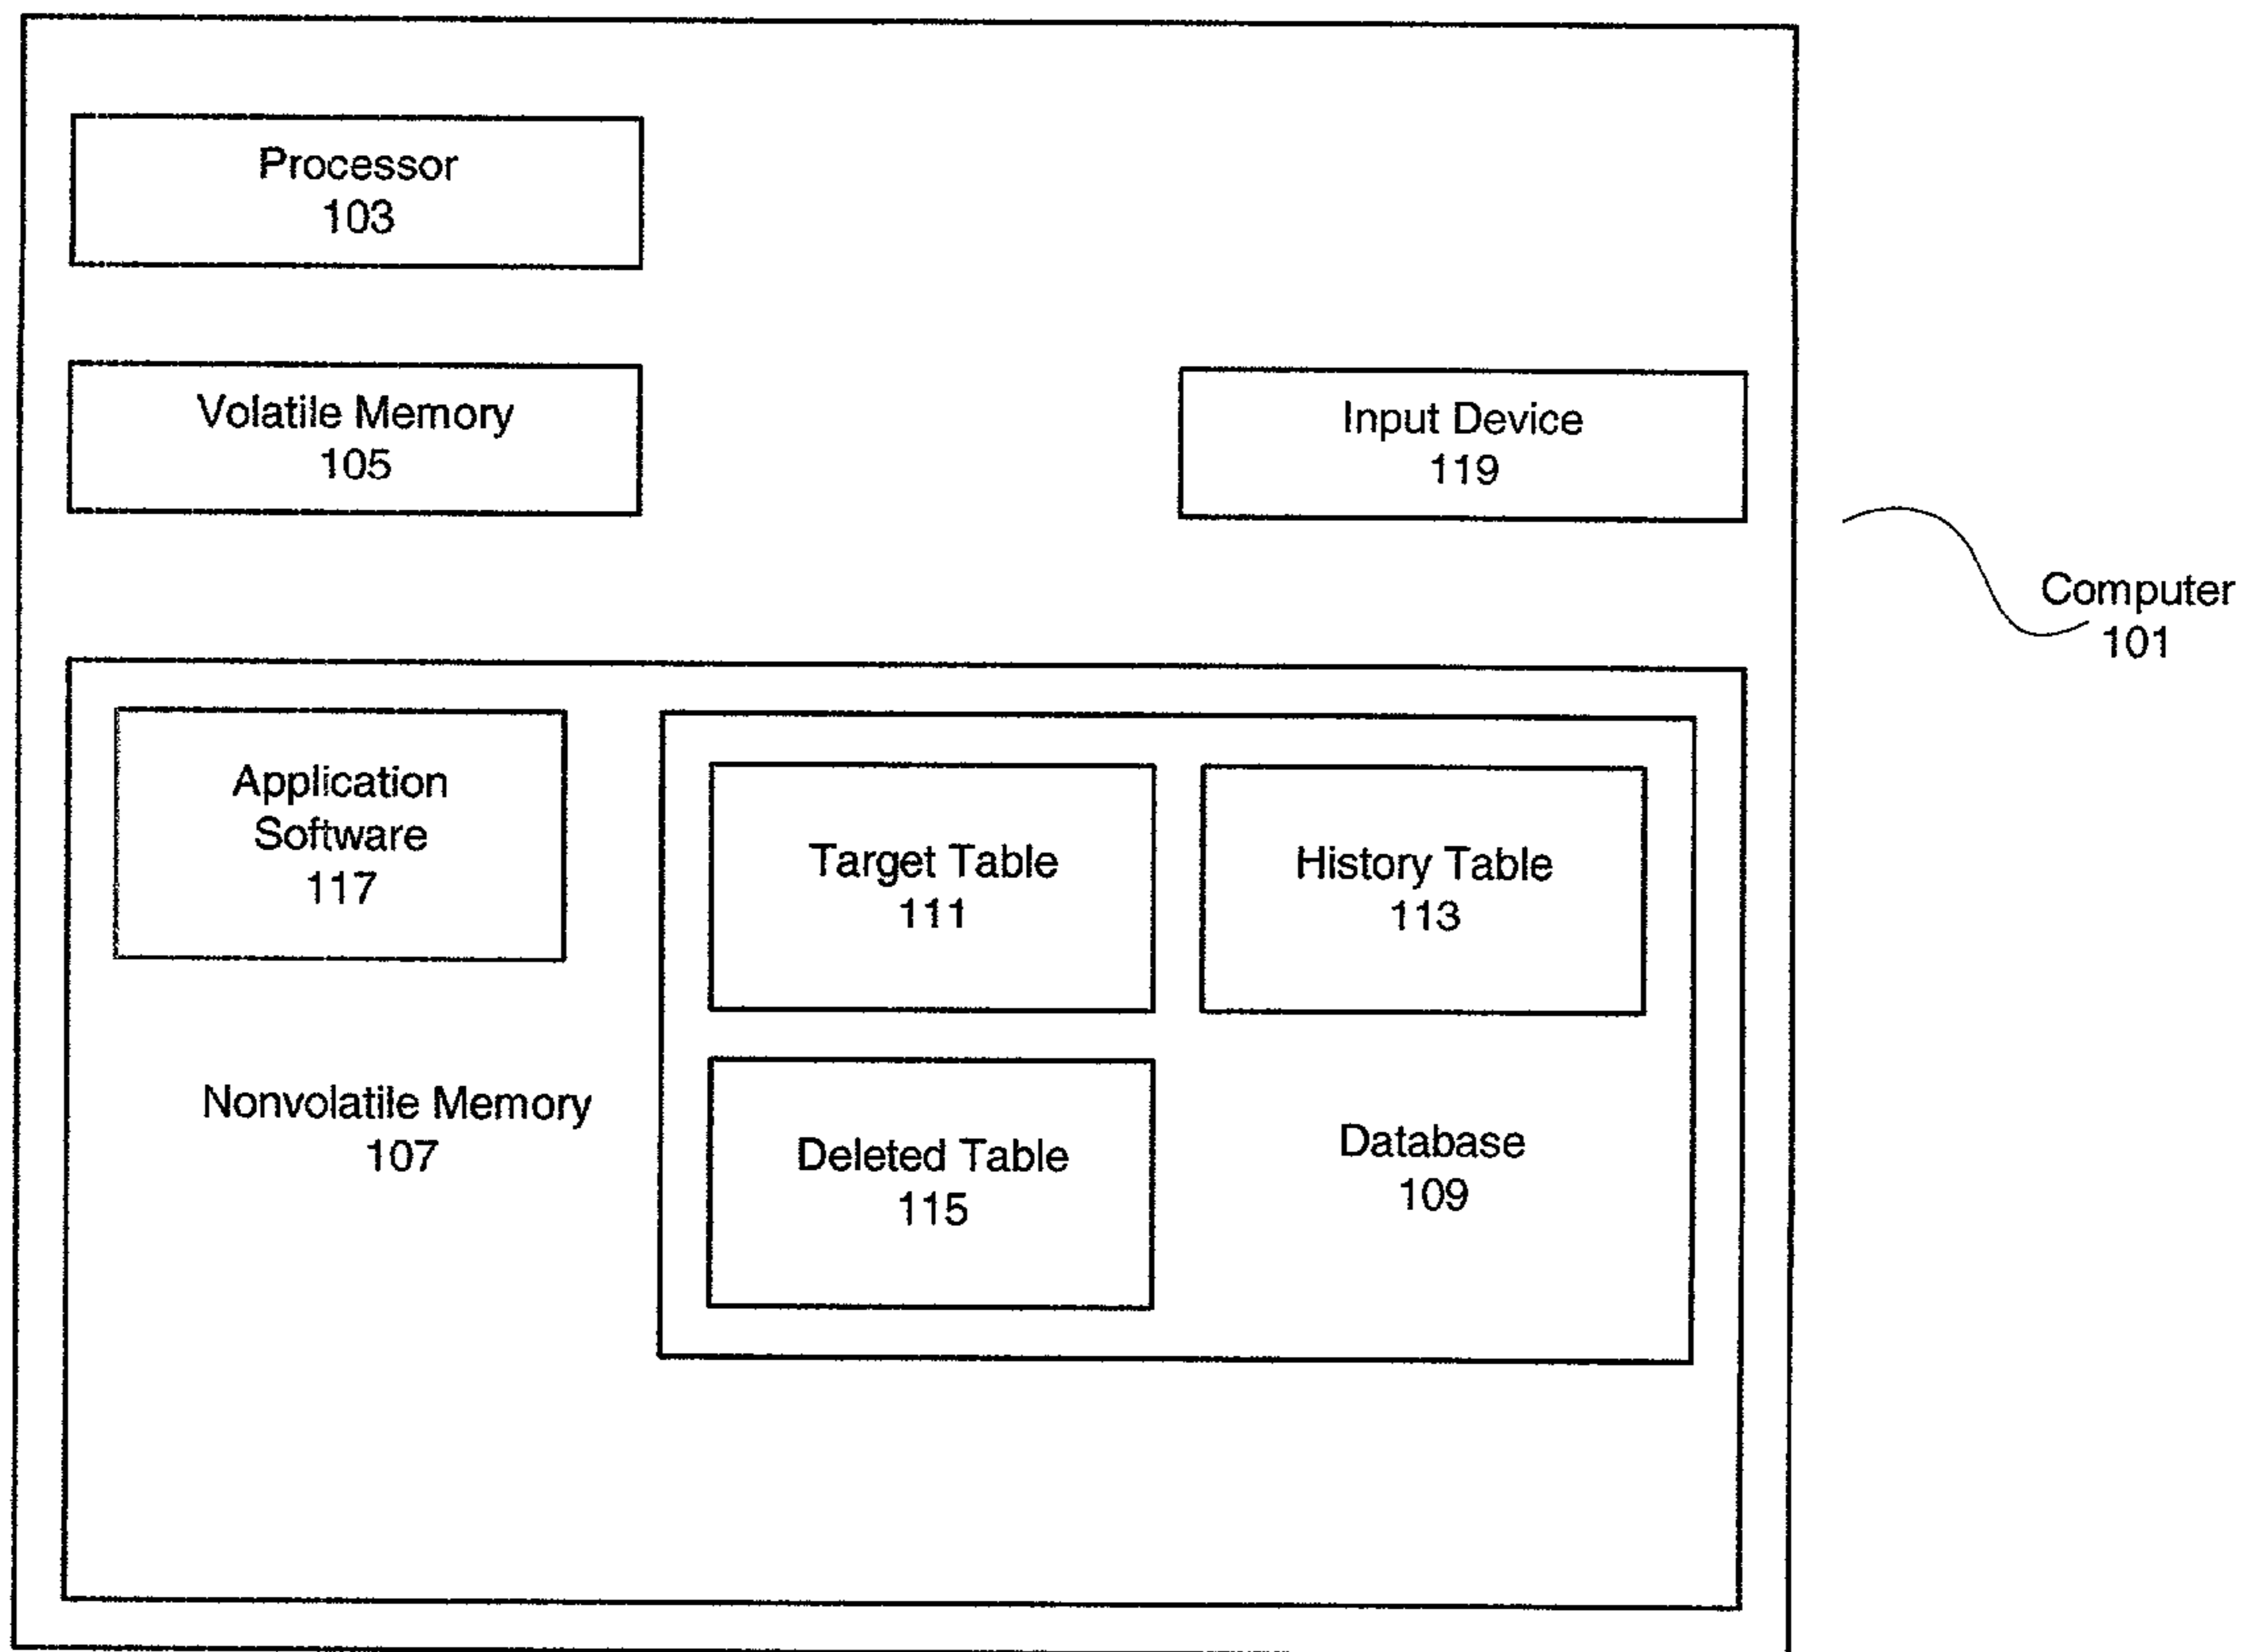 Processor
103
Volatile Memory
105
Input Device
119
Computer
101
Application
Software
117
Target Table
111
History Table
113
Nonvolatile Memory
107
Deleted Table
115
Database
109